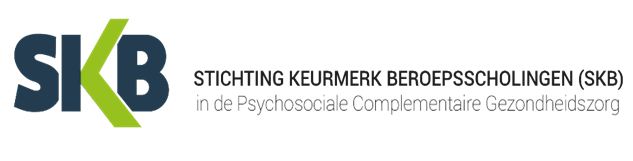 SKB
STICHTING KEURMERK BEROEPSSCHOLINGEN (SKB)
in de Psychosociale Complementaire Gezondheidszorg